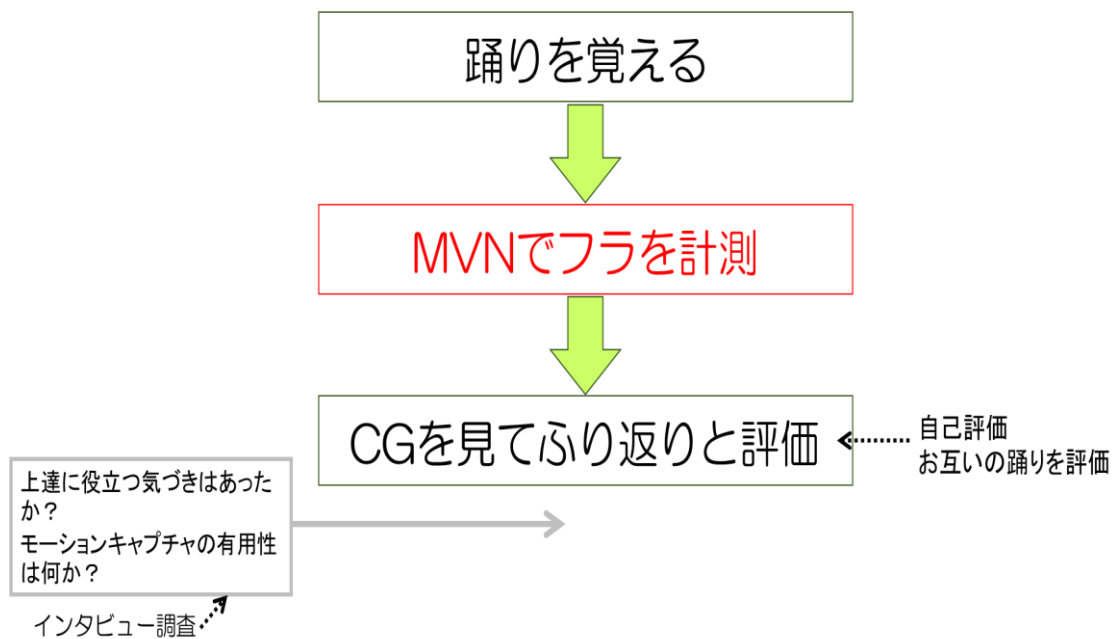 踊りを覚える
MVNでフラを計測
CGを見てふり返りと評価
自己評価
お互いの踊りを評価
上達に役立つ気づきはあった
か?
モーションキャプチャの有用性
は何か?
インタビュー調査